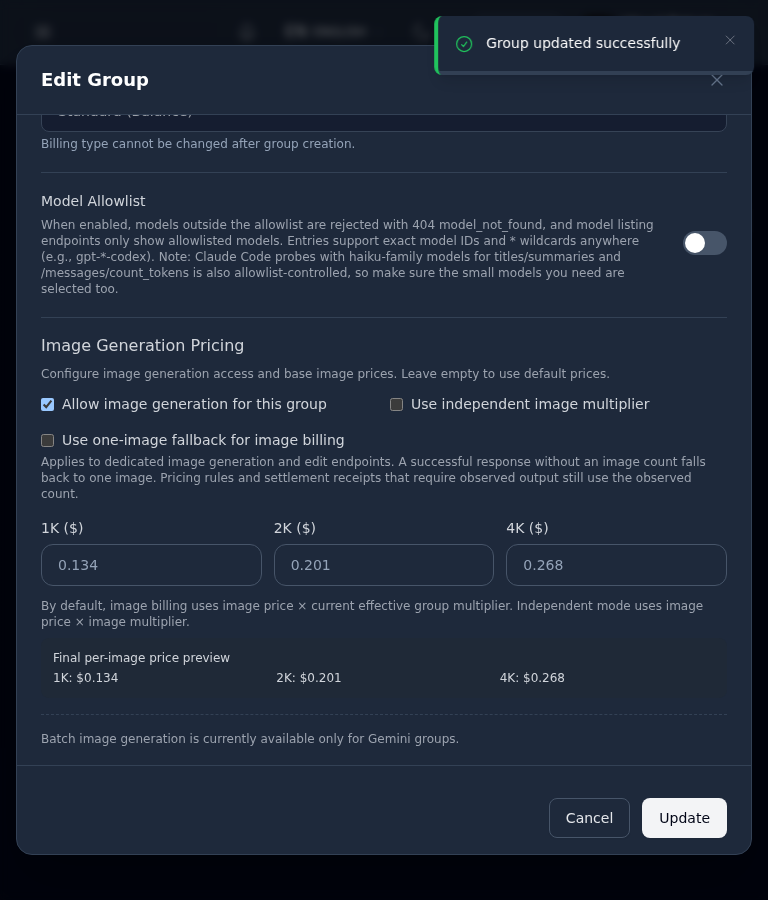 Group updated successfully
Edit Group
Billing type cannot be changed after group creation.
Model Allowlist
When enabled, models outside the allowlist are rejected with 404 model_not_found, and model listing
endpoints only show allowlisted models. Entries support exact model IDs and * wildcards anywhere
(e.g., gpt-*-codex). Note: Claude Code probes with haiku-family models for titles/summaries and
/messages/count_tokens is also allowlist-controlled, so make sure the small models you need are
selected too.
Image Generation Pricing
Configure image generation access and base image prices. Leave empty to use default prices.
Allow image generation for this group
Use independent image multiplier
Use one-image fallback for image billing
Applies to dedicated image generation and edit endpoints. A successful response without an image count falls
back to one image. Pricing rules and settlement receipts that require observed output still use the observed
count.
1K ($)
2K ($)
4K ($)
0.134
0.201
0.268
By default, image billing uses image price × current effective group multiplier. Independent mode uses image
price × image multiplier.
Final per-image price preview
1K: $0.134
2K: $0.201
4K: $0.268
Batch image generation is currently available only for Gemini groups.
Cancel
Update